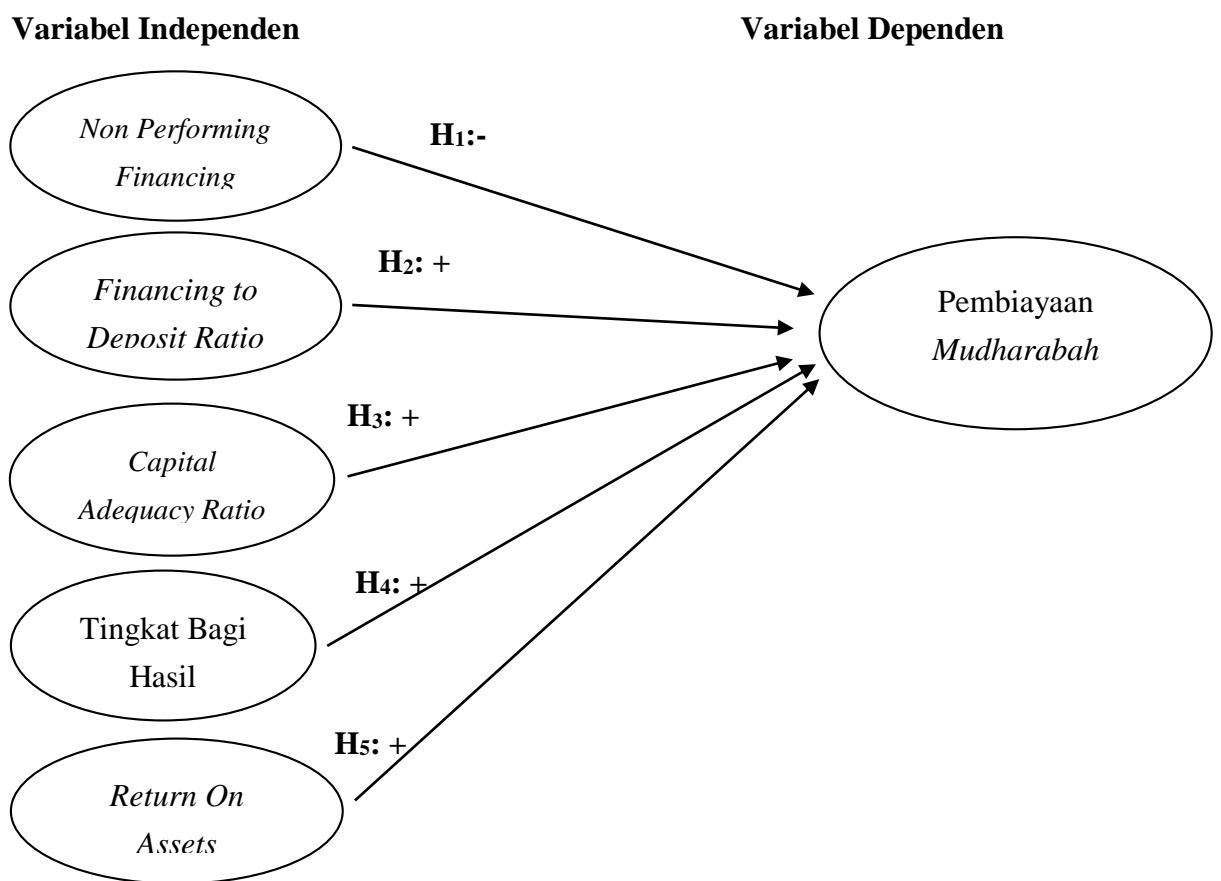 Variabel Independen
Variabel Dependen
Non Performing
Financing
H1:-
Financing to
Deposit Ratio
H2: +
Pembiayaan
Mudharabah
Capital
Adequacy Ratio
H3: +
Tingkat Bagi
Hasil
H4: +
Return On
Assets
H5: +